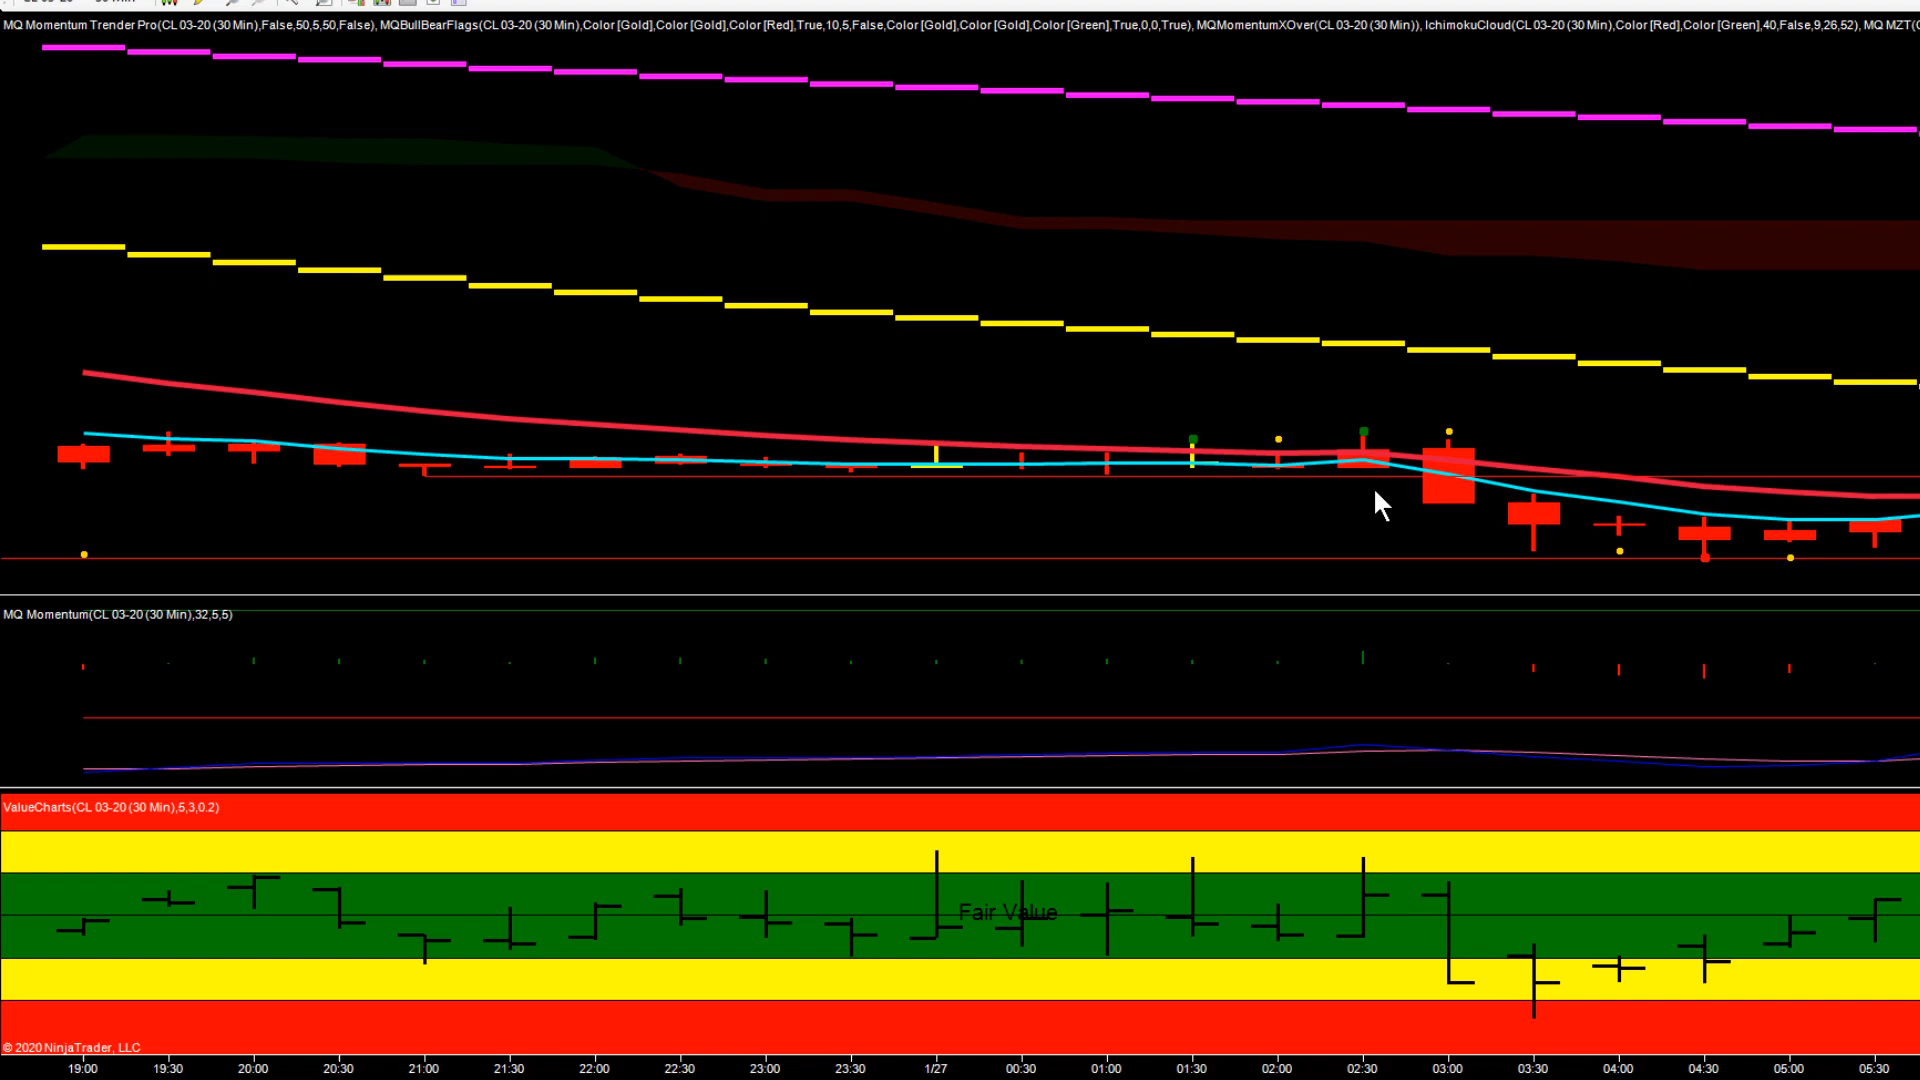 MQ Momentum Trender Pro(CL 03-20 (30 Min),False,50,5,50,False), MQBullBearFlags(CL 03-20 (30 Min),Color [Gold],Color [Gold],Color [Red],True,10,5,False,Color [Gold],Color [Gold],Color [Green],True,0,0,True), MQMomentumXOver(CL 03-20 (30 Min)), IchimokuCloud(CL 03-20 (30 Min),Color [Red],Color [Green],40,False,9,26,52), MQ MZT(
MQ Momentum(CL 03-20 (30 Min),32,5,5)
ValueCharts(CL 03-20 (30 Min),5,3,0.2)
Fair Value
© 2020 NinjaTrader, LLC
19:00 19:30 20:00 20:30 21:00 21:30 22:00 22:30 23:00 23:30 1/27 00:30 01:00 01:30 02:00 02:30 03:00 03:30 04:00 04:30 05:00 05:30